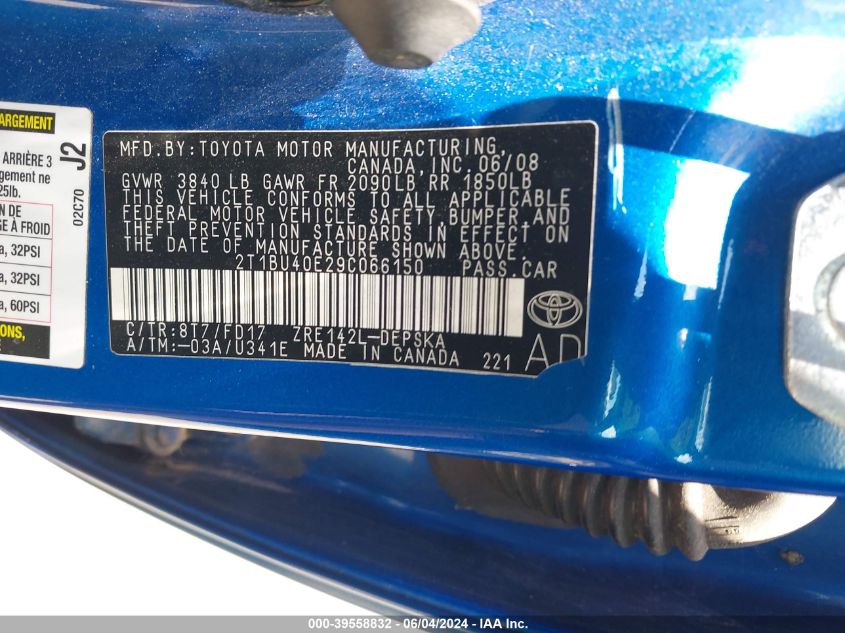 ARGEMENT
ARRIÈRE 3
gement ne
25lb.
ON DE
GE À FROID
a, 32PSI
a, 32PSI
a, 60PSI
ONS.
J2
02C70
MFD.BY:TOYOTA MOTOR MANUFACTURING,
CANADA, INC. 06/08
GVWR 3840 LB GAWR FR 2090LB RR 1850LB
THIS VEHICLE CONFORMS TO ALL APPLICABLE
FEDERAL MOTOR VEHICLE SAFETY, BUMPER AND
THEFT PREVENTION STANDARDS IN EFFECT ON
THE DATE OF MANUFACTURE SHOWN ABOVE.
2T1BU40E29C066150 PASS.CAR
C/TR:8T7/FD17 ZRE142L-DEPSKA
A/TM:-03A/U341E MADE IN CANADA 221
AD
000-39558832 - 06/04/2024 - IAAI.COM